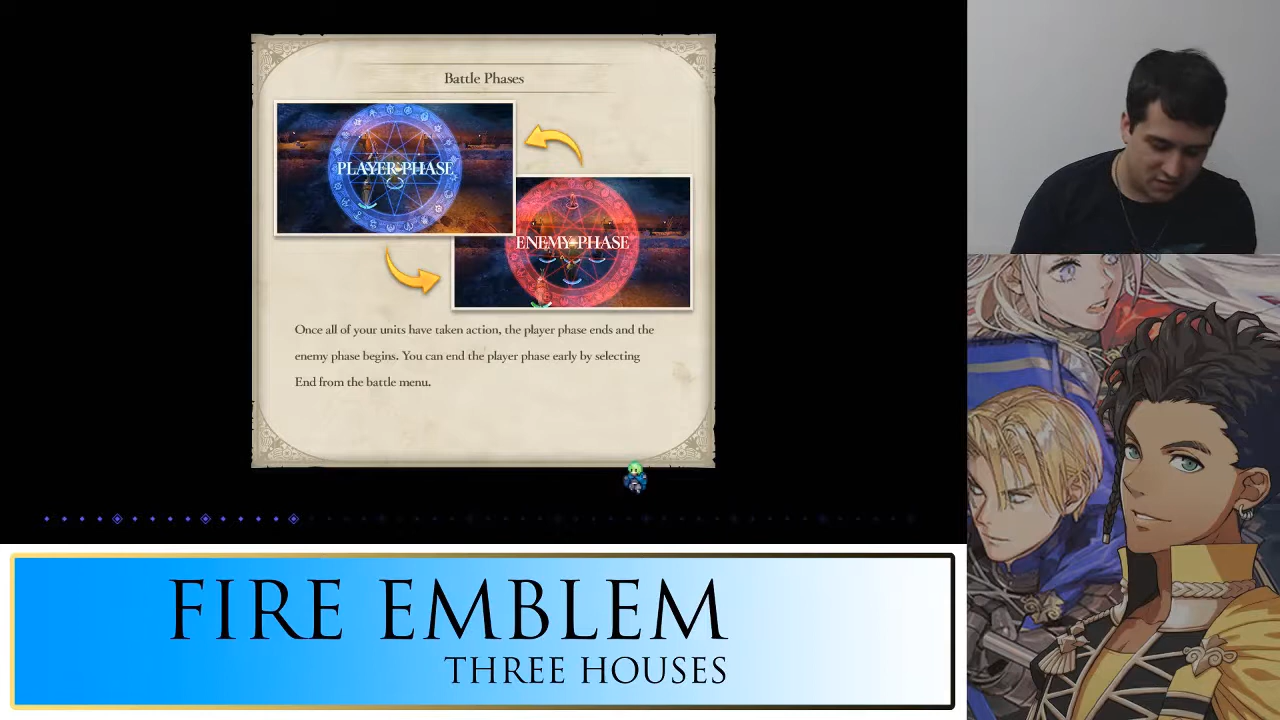 Battle Phases
PLAYER PHASE
ENEMY PHASE
Once all of your units have taken action, the player phase ends and the
enemy phase begins. You can end the player phase early by selecting
End from the battle menu.
FIRE EMBLEM
THREE HOUSES